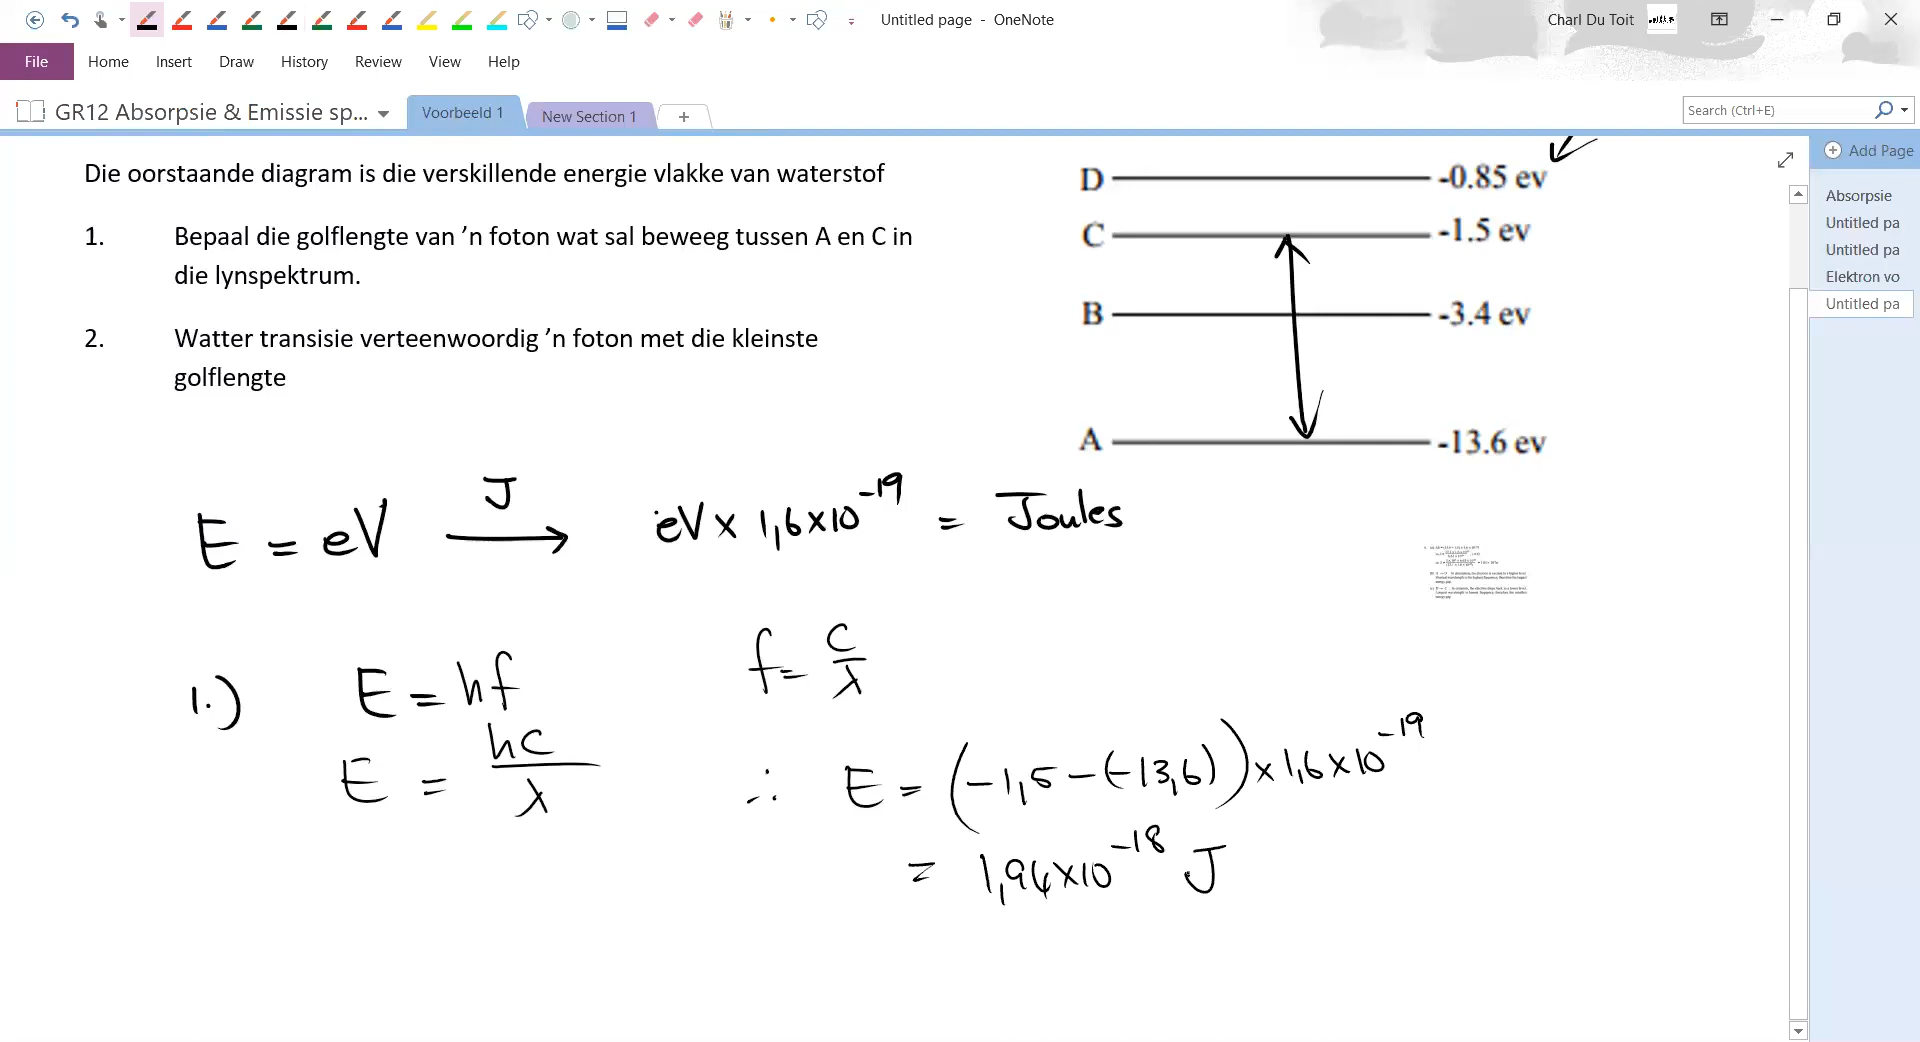 Untitled page - OneNote
Charl Du Toit
File Home Insert Draw History Review View Help
GR12 Absorpsie & Emissie sp...
Voorbeeld 1
New Section 1
+
Search (Ctrl+E)
Add Page
Absorpsie
Untitled pa
Untitled pa
Elektron vo
Untitled pa
Die oorstaande diagram is die verskillende energie vlakke van waterstof
1. Bepaal die golflengte van ’n foton wat sal beweeg tussen A en C in
die lynspektrum.
2. Watter transisie verteenwoordig ’n foton met die kleinste
golflengte
D -0.85 ev
C -1.5 ev
B -3.4 ev
A -13.6 ev
E = eV J → eV x 1,6x10⁻¹⁹ = Joules
1.) E = hf f = c/λ
E = hc/λ ∴ E = (-1,5-(-13,6)) x 1,6x10⁻¹⁹
= 1,94x10⁻¹⁸ J